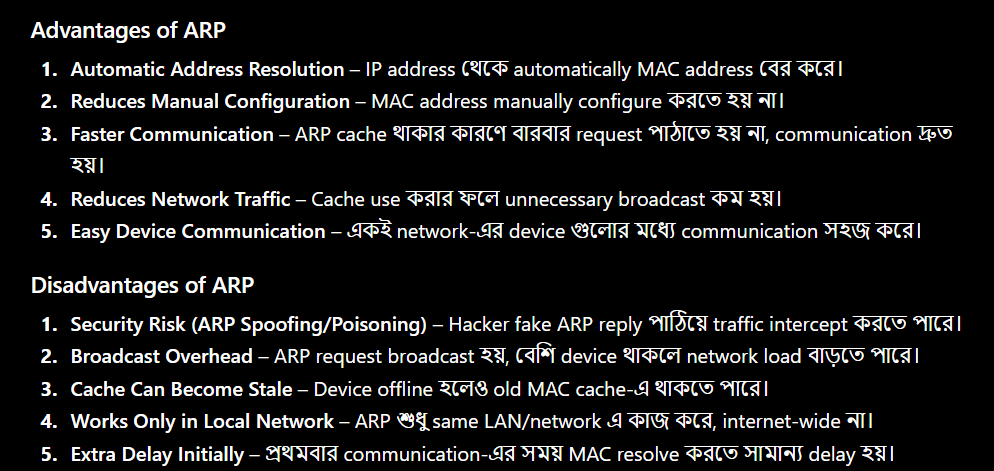 Advantages of ARP
1. Automatic Address Resolution – IP address থেকে automatically MAC address বের করে।
2. Reduces Manual Configuration – MAC address manually configure করতে হয় না।
3. Faster Communication – ARP cache থাকার কারণে বারবার request পাঠাতে হয় না, communication দ্রুত
হয়।
4. Reduces Network Traffic – Cache use করার ফলে unnecessary broadcast কম হয়।
5. Easy Device Communication – একই network-এর device গুলোর মধ্যে communication সহজ করে।
Disadvantages of ARP
1. Security Risk (ARP Spoofing/Poisoning) – Hacker fake ARP reply পাঠিয়ে traffic intercept করতে পারে।
2. Broadcast Overhead – ARP request broadcast হয়, বেশি device থাকলে network load বাড়তে পারে।
3. Cache Can Become Stale – Device offline হলেও old MAC cache-এ থাকতে পারে।
4. Works Only in Local Network – ARP শুধু same LAN/network এ কাজ করে, internet-wide না।
5. Extra Delay Initially – প্রথমবার communication-এর সময় MAC resolve করতে সামান্য delay হয়।